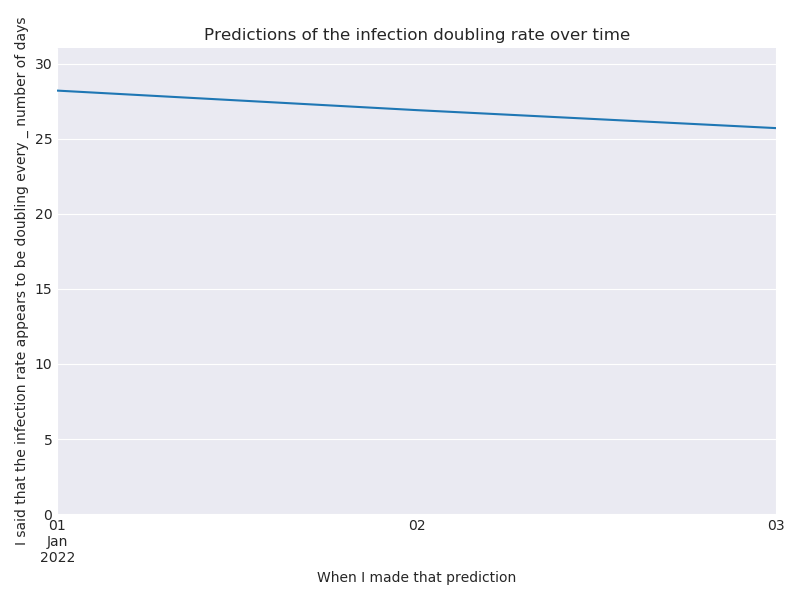 Predictions of the infection doubling rate over time
I said that the infection rate appears to be doubling every _ number of days
30
25
20
15
10
5
0
01
Jan
2022
02
03
When I made that prediction